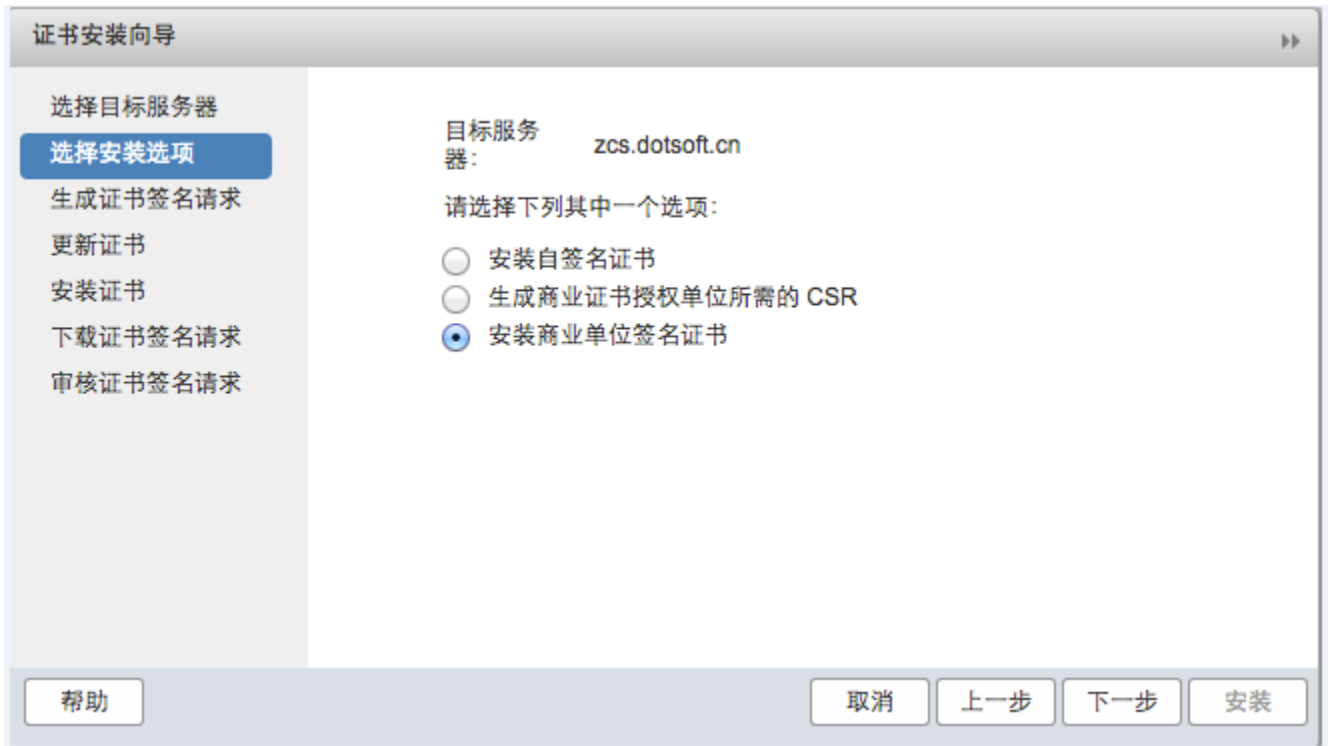 证书安装向导
选择目标服务器
选择安装选项
生成证书签名请求
更新证书
安装证书
下载证书签名请求
审核证书签名请求
目标服务
器:
zcs.dotsoft.cn
请选择下列其中一个选项:
安装自签名证书
生成商业证书授权单位所需的 CSR
安装商业单位签名证书
帮助
取消
上一步
下一步
安装